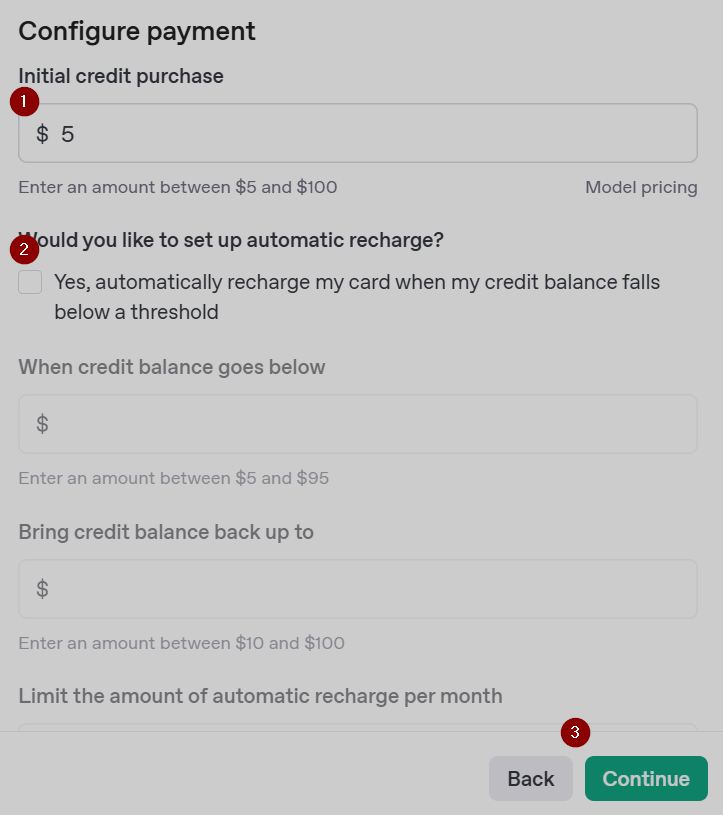 Configure payment
Initial credit purchase
1
$ 5
Enter an amount between $5 and $100 Model pricing
Would you like to set up automatic recharge?
2
Yes, automatically recharge my card when my credit balance falls
below a threshold
When credit balance goes below
$
Enter an amount between $5 and $95
Bring credit balance back up to
$
Enter an amount between $10 and $100
Limit the amount of automatic recharge per month
3
Back Continue